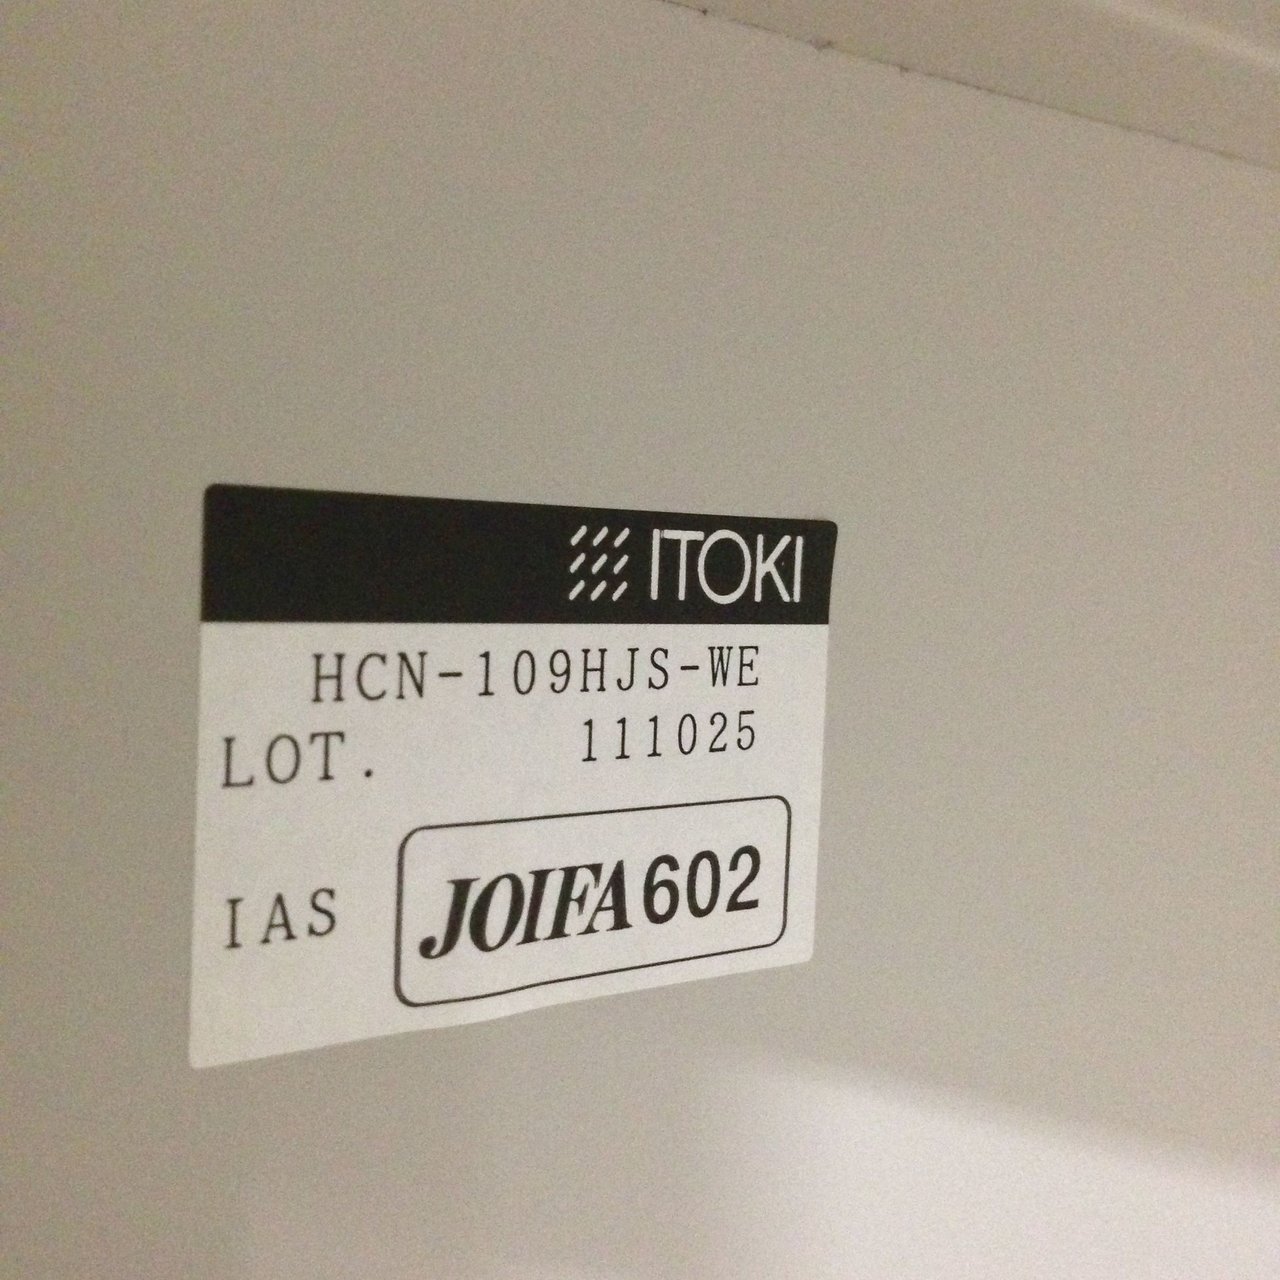 ITOKI
HCN-109HJS-WE
LOT. 111025
IAS JOIFA602